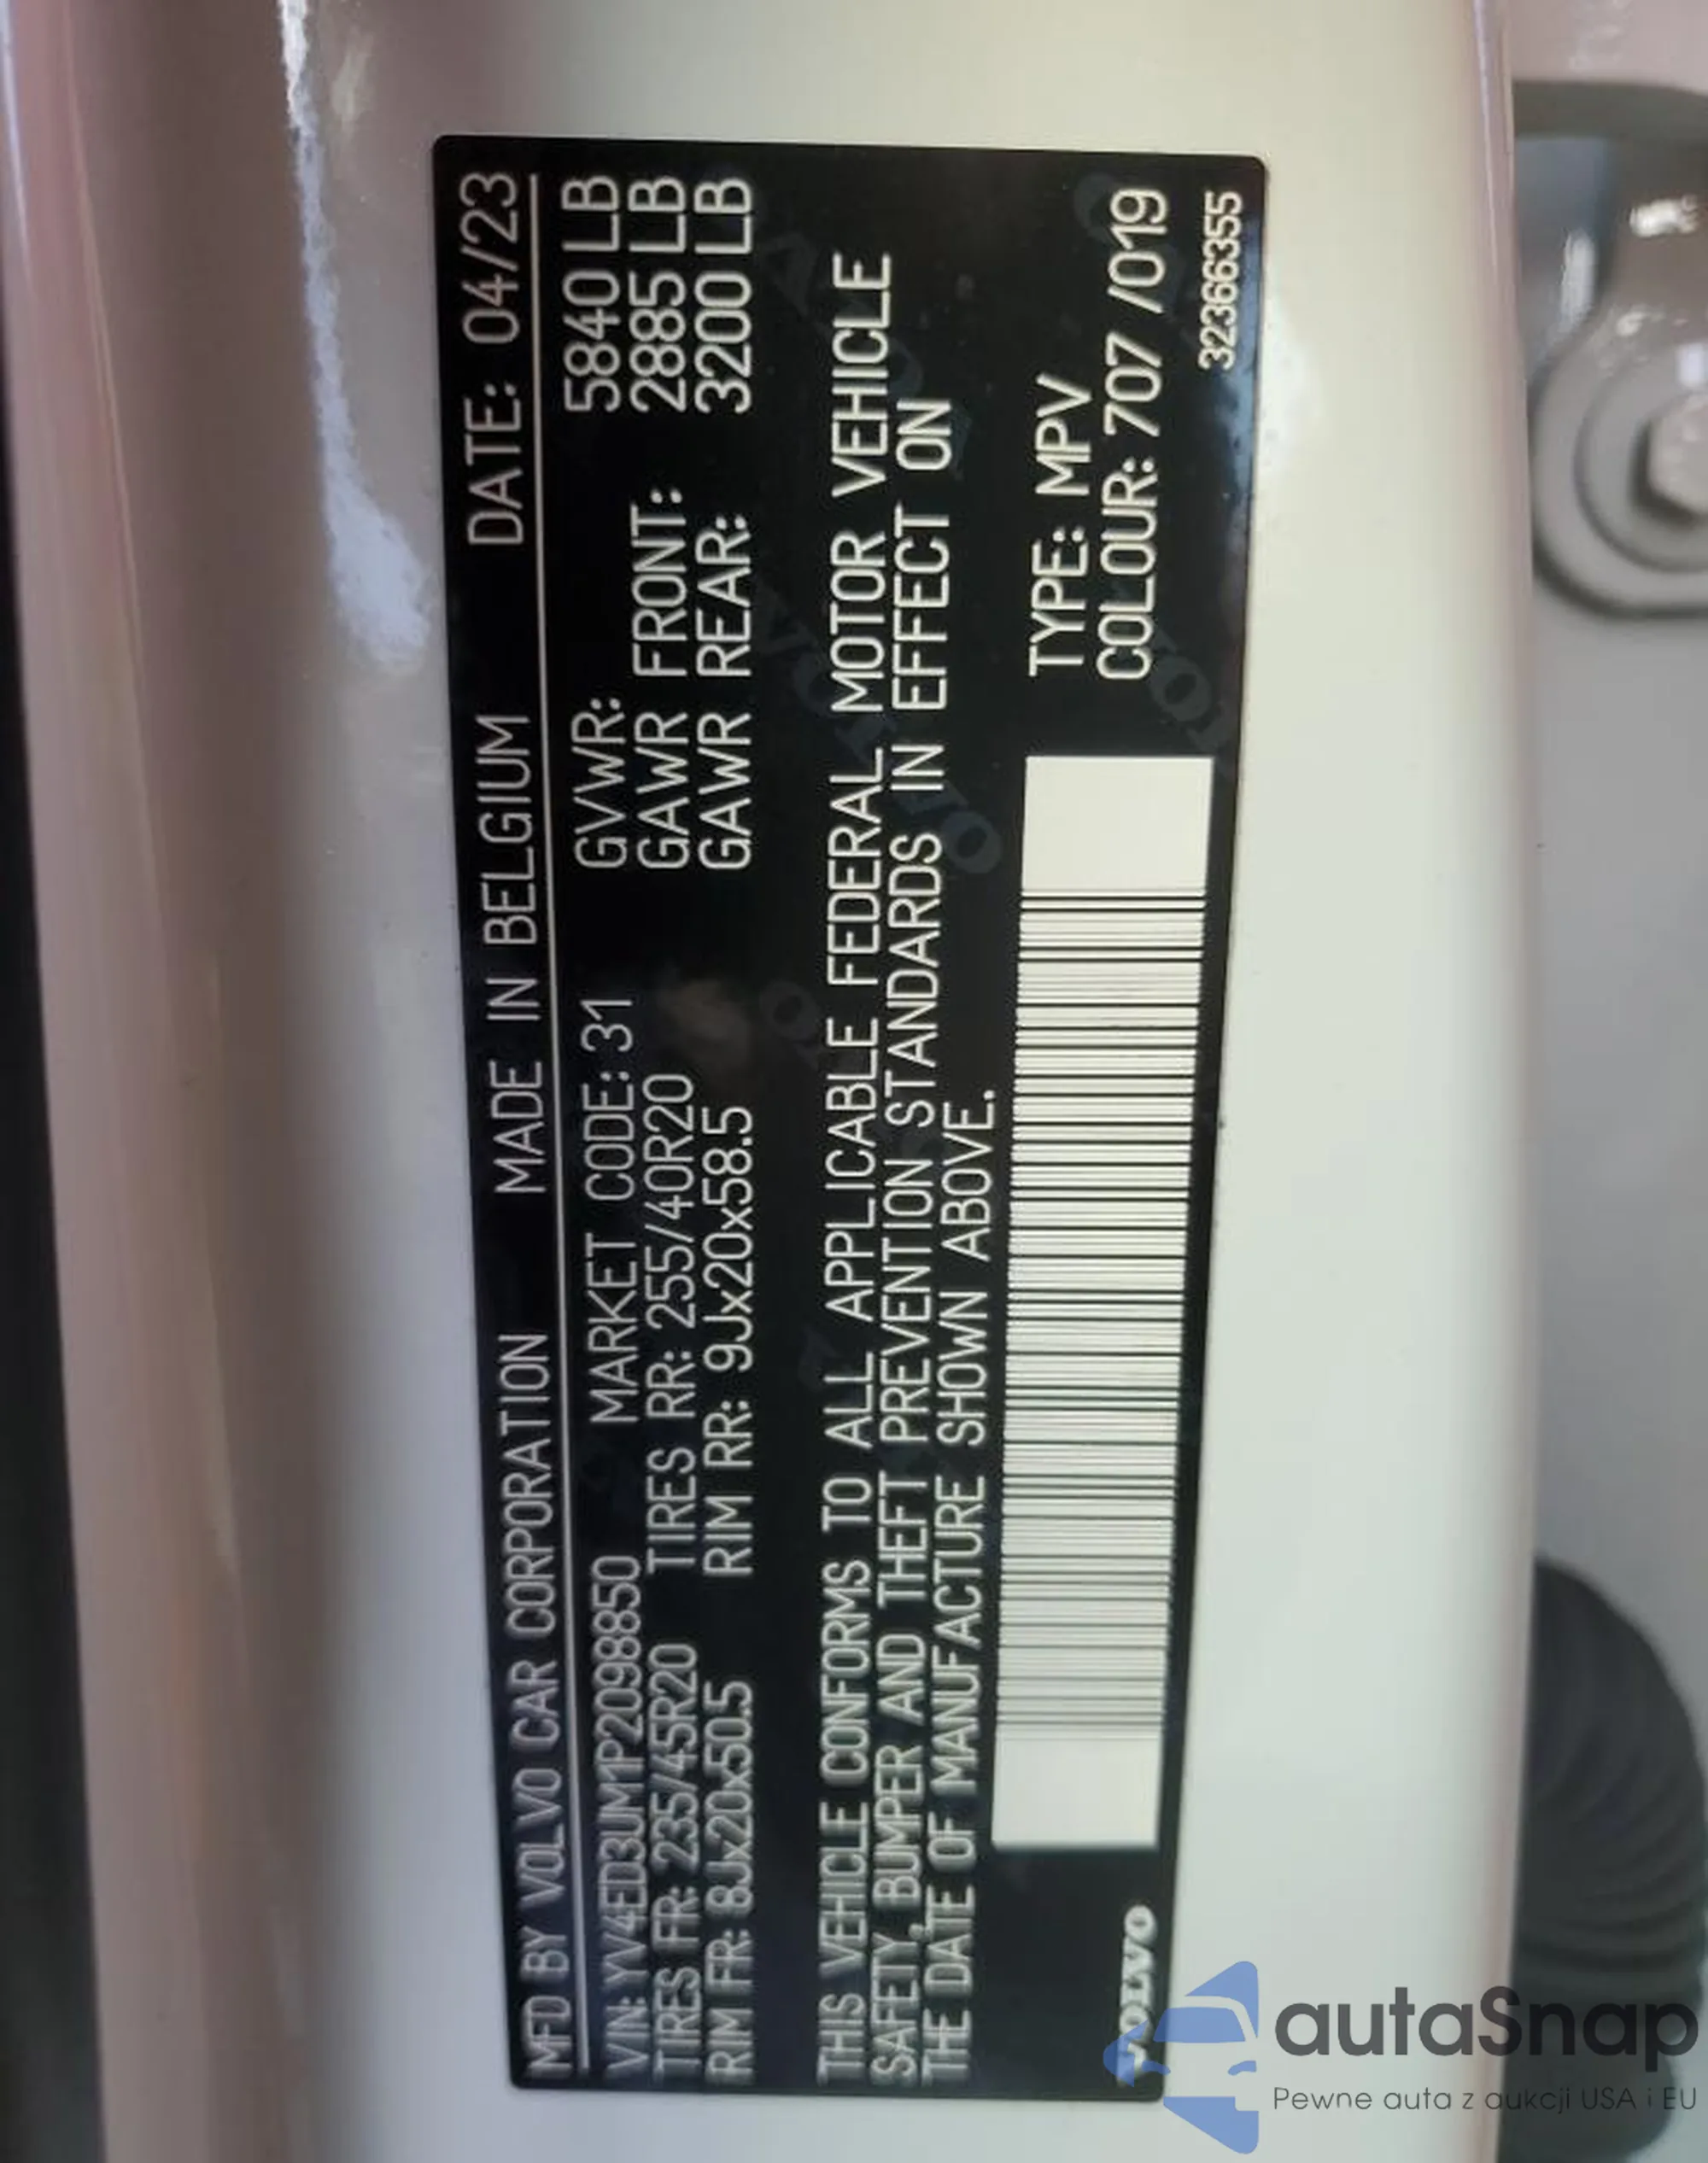 MFD BY VOLVO CAR CORPORATION MADE IN BELGIUM DATE: 04/23
VIN: YV4ED3UM1P2098850 MARKET CODE: 31 GVWR: 5840 LB
TIRES FR: 235/45R20 TIRES RR: 255/40R20 GAWR FRONT: 2885 LB
RIM FR: 8Jx20x50.5 RIM RR: 9Jx20x58.5 GAWR REAR: 3200 LB
THIS VEHICLE CONFORMS TO ALL APPLICABLE FEDERAL MOTOR VEHICLE
SAFETY, BUMPER AND THEFT PREVENTION STANDARDS IN EFFECT ON
THE DATE OF MANUFACTURE SHOWN ABOVE.
TYPE: MPV
COLOUR: 707 /019
VOLVO
32366355
autaSnap
Pewne auta z aukcji USA i EU